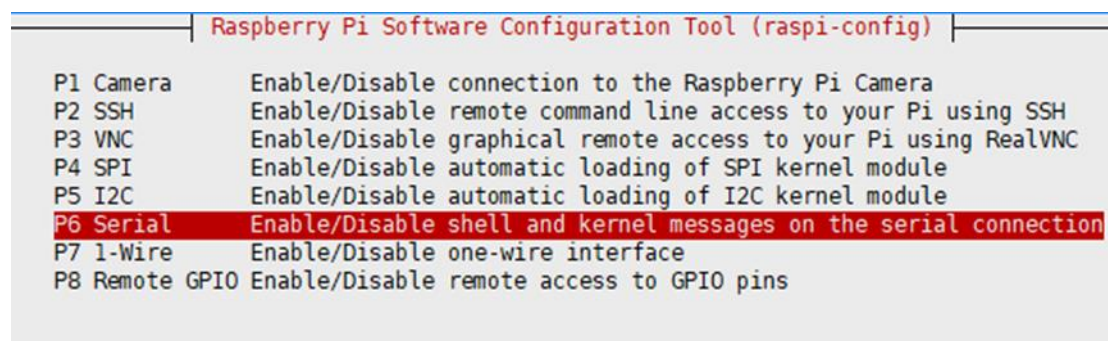 Raspberry Pi Software Configuration Tool (raspi-config)
P1 Camera Enable/Disable connection to the Raspberry Pi Camera
P2 SSH Enable/Disable remote command line access to your Pi using SSH
P3 VNC Enable/Disable graphical remote access to your Pi using RealVNC
P4 SPI Enable/Disable automatic loading of SPI kernel module
P5 I2C Enable/Disable automatic loading of I2C kernel module
P6 Serial Enable/Disable shell and kernel messages on the serial connection
P7 1-Wire Enable/Disable one-wire interface
P8 Remote GPIO Enable/Disable remote access to GPIO pins